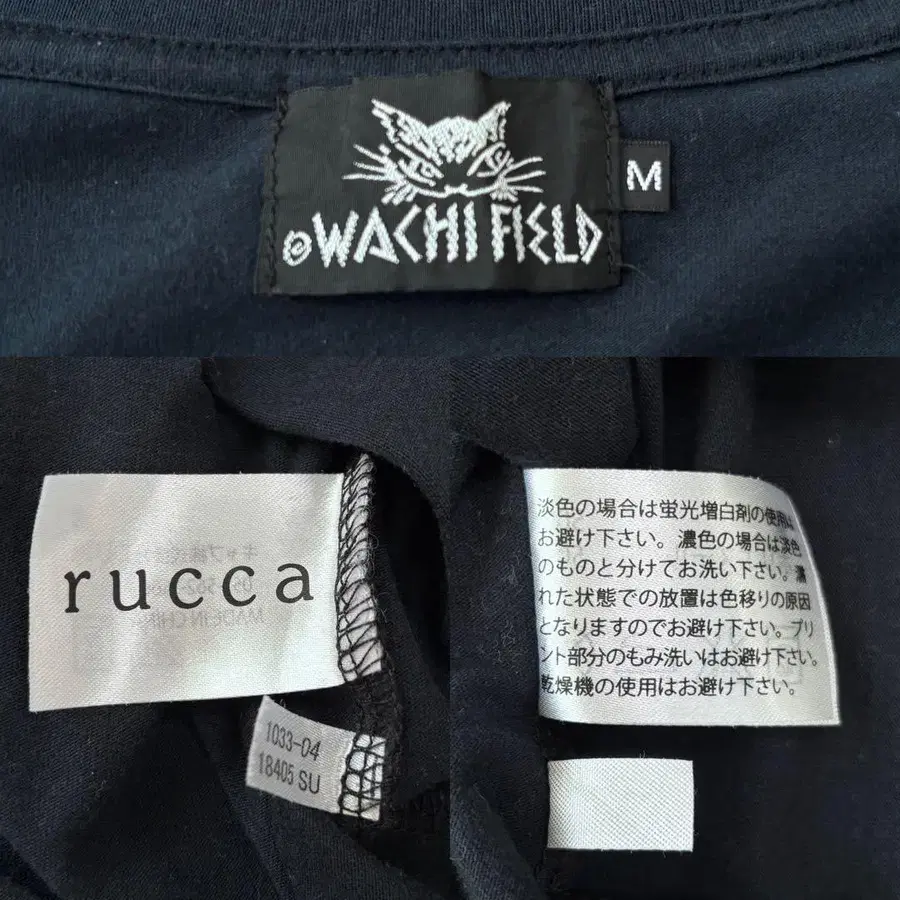 ©WACHIFIELD
M
rucca
1033-04
18405 SU
淡色の場合は蛍光増白剤の使用は
お避け下さい。濃色の場合は淡色
のものと分けてお洗い下さい。濡
れた状態での放置は色移りの原因
となりますのでお避け下さい。プリ
ント部分のもみ洗いはお避け下さい。
乾燥機の使用はお避け下さい。